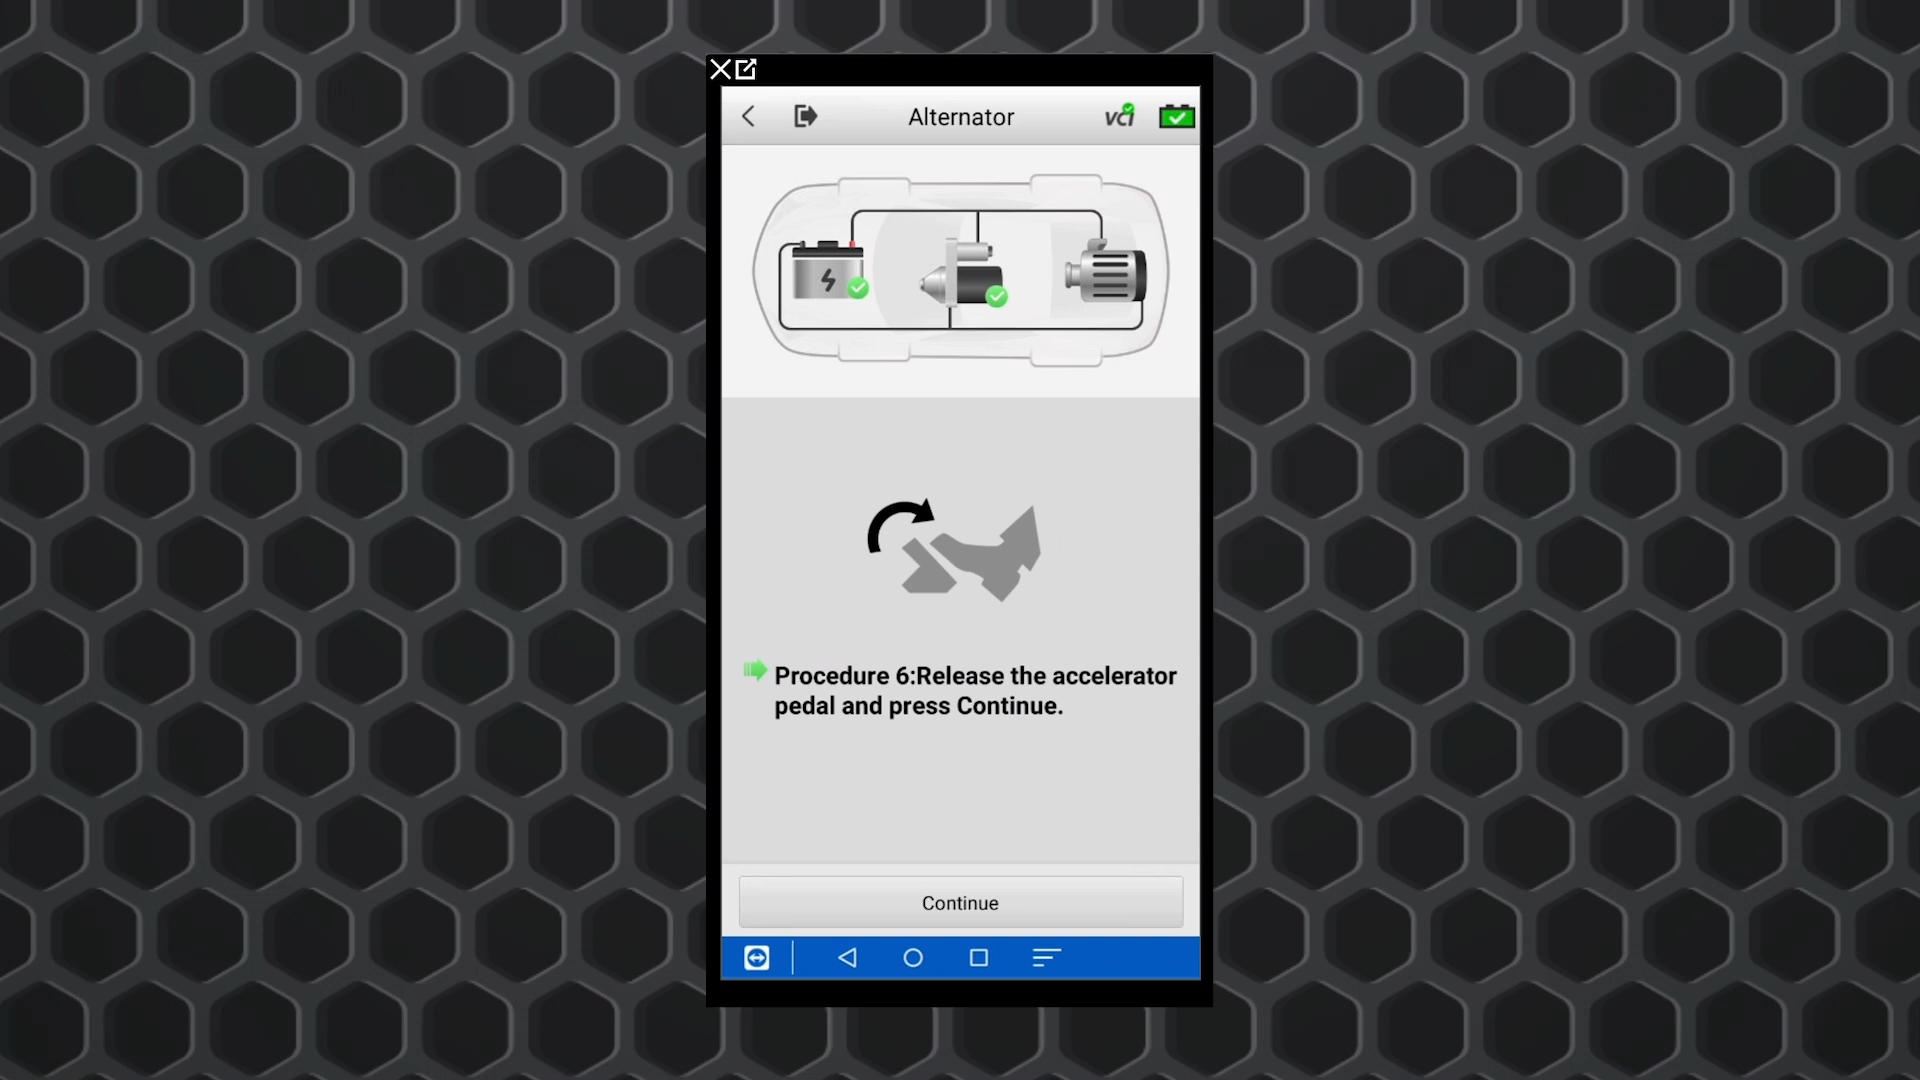 Alternator
VCI
Procedure 6:Release the accelerator
pedal and press Continue.
Continue